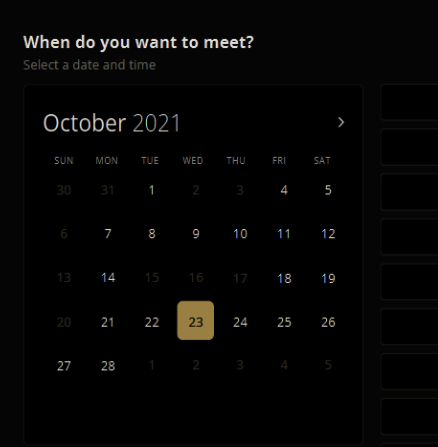 When do you want to meet?
Select a date and time
October 2021 >
SUN MON TUE WED THU FRI SAT
30 31 1 2 3 4 5
6 7 8 9 10 11 12
13 14 15 16 17 18 19
20 21 22 23 24 25 26
27 28 1 2 3 4 5